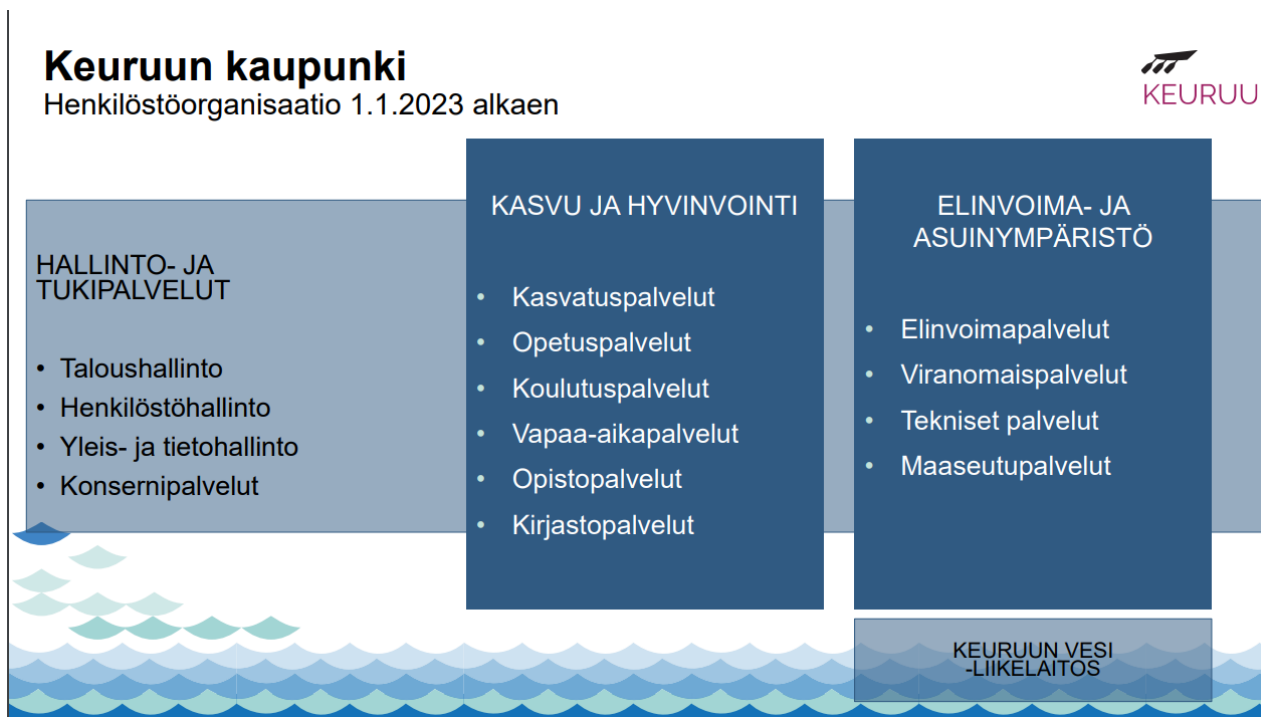 Keuruun kaupunki
Henkilöstöorganisaatio 1.1.2023 alkaen
KEURUU
HALLINTO- JA
TUKIPALVELUT
• Taloushallinto
• Henkilöstöhallinto
• Yleis- ja tietohallinto
• Konsernipalvelut
KASVU JA HYVINVOINTI
• Kasvatuspalvelut
• Opetuspalvelut
• Koulutuspalvelut
• Vapaa-aikapalvelut
• Opistopalvelut
• Kirjastopalvelut
ELINVOIMA- JA
ASUINYMPÄRISTÖ
• Elinvoimapalvelut
• Viranomaispalvelut
• Tekniset palvelut
• Maaseutupalvelut
KEURUUN VESI
-LIIKELAITOS